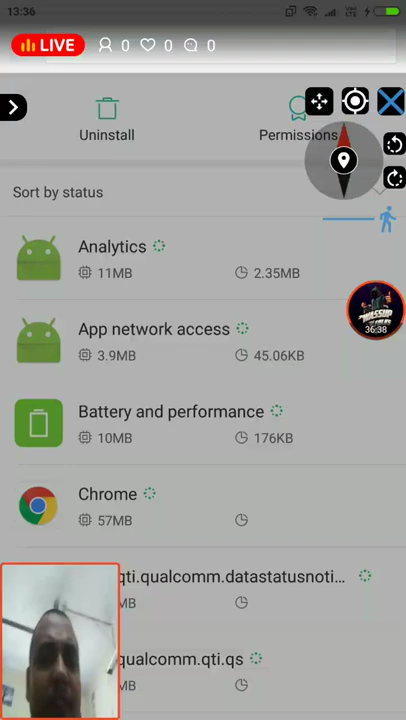 13:36
LIVE 0 0 0
Uninstall
Permissions
Sort by status
Analytics
11MB 2.35MB
App network access
3.9MB 45.06KB
36:38
Battery and performance
10MB 176KB
Chrome
57MB
qti.qualcomm.datastatusnoti...
MB
qualcomm.qti.qs
MB